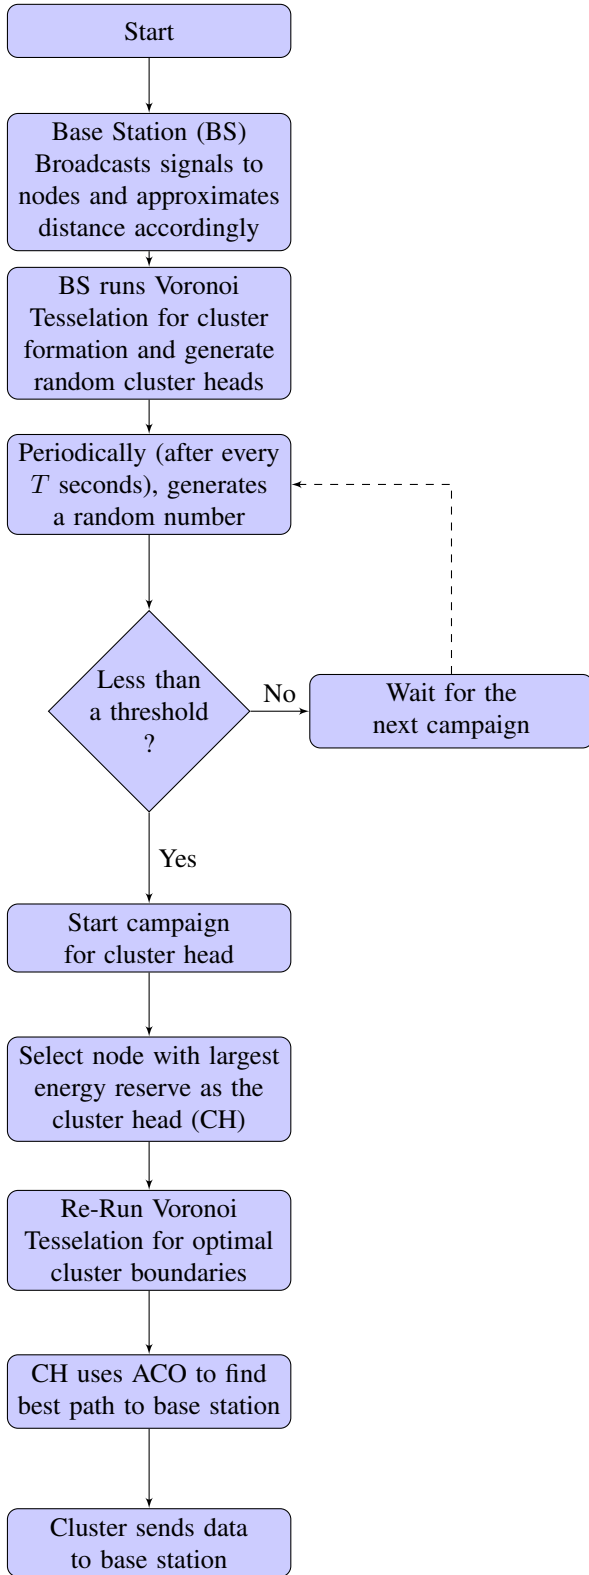 Start
Base Station (BS)
Broadcasts signals to
nodes and approximates
distance accordingly
BS runs Voronoi
Tesselation for cluster
formation and generate
random cluster heads
Periodically (after every
T seconds), generates
a random number
Less than
a threshold
?
No
Wait for the
next campaign
Yes
Start campaign
for cluster head
Select node with largest
energy reserve as the
cluster head (CH)
Re-Run Voronoi
Tesselation for optimal
cluster boundaries
CH uses ACO to find
best path to base station
Cluster sends data
to base station